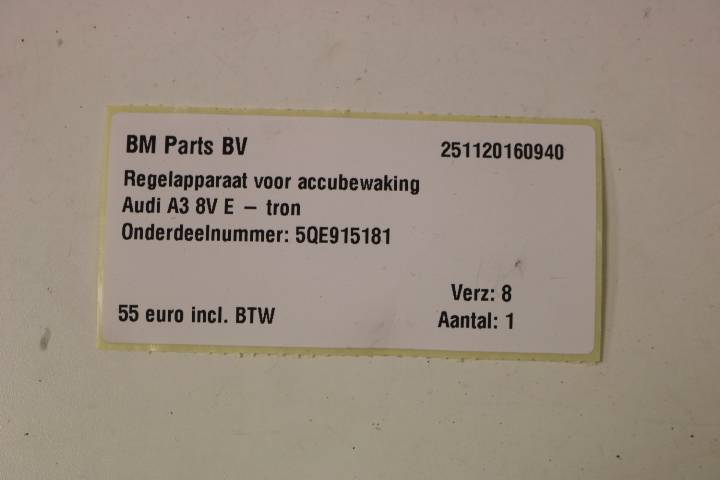 BM Parts BV 251120160940
Regelapparaat voor accubewaking
Audi A3 8V E – tron
Onderdeelnummer: 5QE915181
Verz: 8
55 euro incl. BTW Aantal: 1